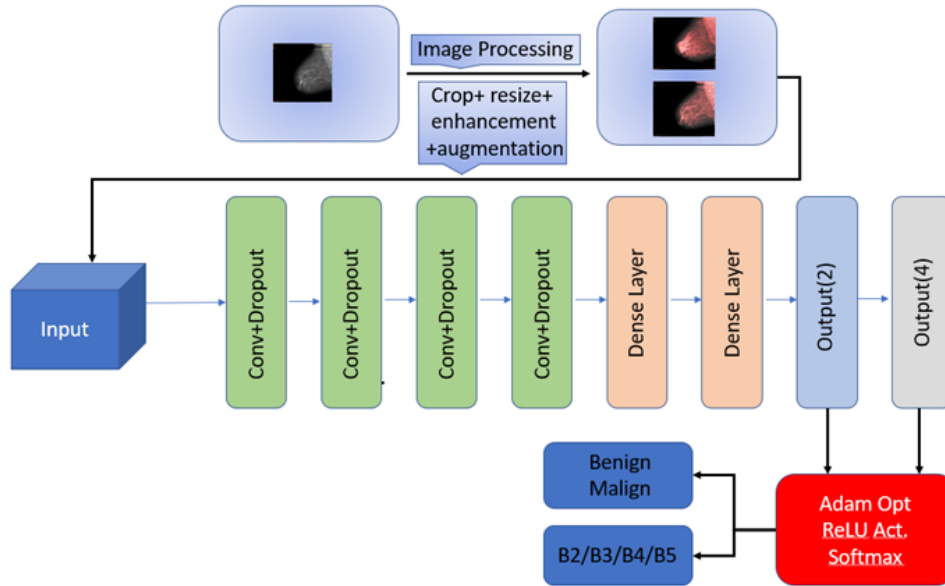 Image Processing
Crop+ resize+
enhancement
+augmentation
Input
Conv+Dropout
Conv+Dropout
Conv+Dropout
Conv+Dropout
Dense Layer
Dense Layer
Output(2)
Output(4)
Benign
Malign
B2/B3/B4/B5
Adam Opt
ReLU Act.
Softmax